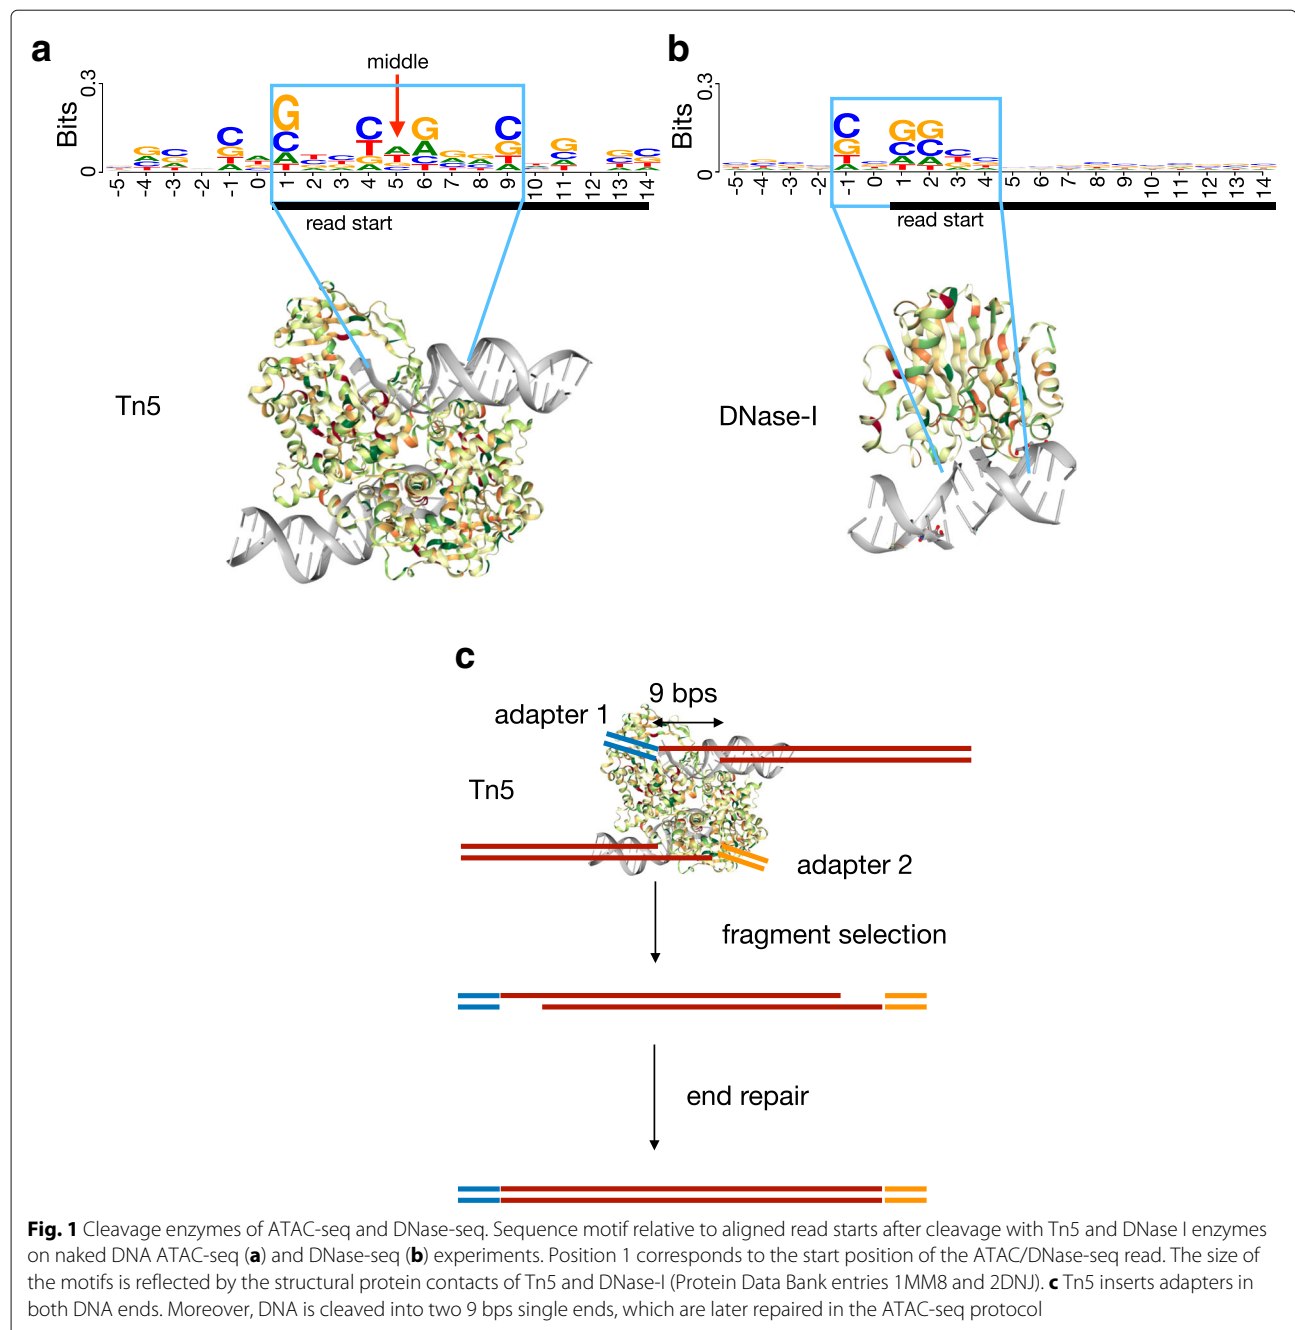 a
middle
0.3
Bits
0
-5 -4 -3 -2 -1 0 1 2 3 4 5 6 7 8 9 10 11 12 13 14
read start
Tn5
b
0.3
Bits
0
-5 -4 -3 -2 -1 0 1 2 3 4 5 6 7 8 9 10 11 12 13 14
read start
DNase-I
c
9 bps
adapter 1
Tn5
adapter 2
fragment selection
end repair
Fig. 1 Cleavage enzymes of ATAC-seq and DNase-seq. Sequence motif relative to aligned read starts after cleavage with Tn5 and DNase I enzymes
on naked DNA ATAC-seq (a) and DNase-seq (b) experiments. Position 1 corresponds to the start position of the ATAC/DNase-seq read. The size of
the motifs is reflected by the structural protein contacts of Tn5 and DNase-I (Protein Data Bank entries 1MM8 and 2DNJ). c Tn5 inserts adapters in
both DNA ends. Moreover, DNA is cleaved into two 9 bps single ends, which are later repaired in the ATAC-seq protocol